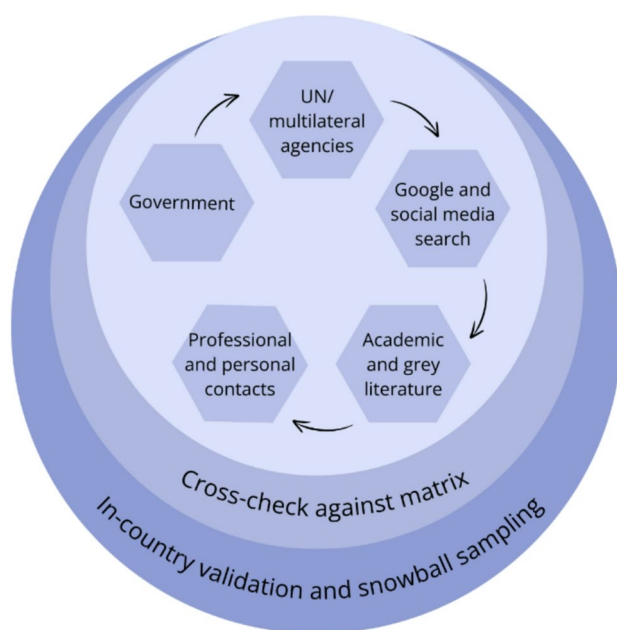 UN/
multilateral
agencies
Government
Google and
social media
search
Professional
and personal
contacts
Academic
and grey
literature
Cross-check against matrix
In-country validation and snowball sampling